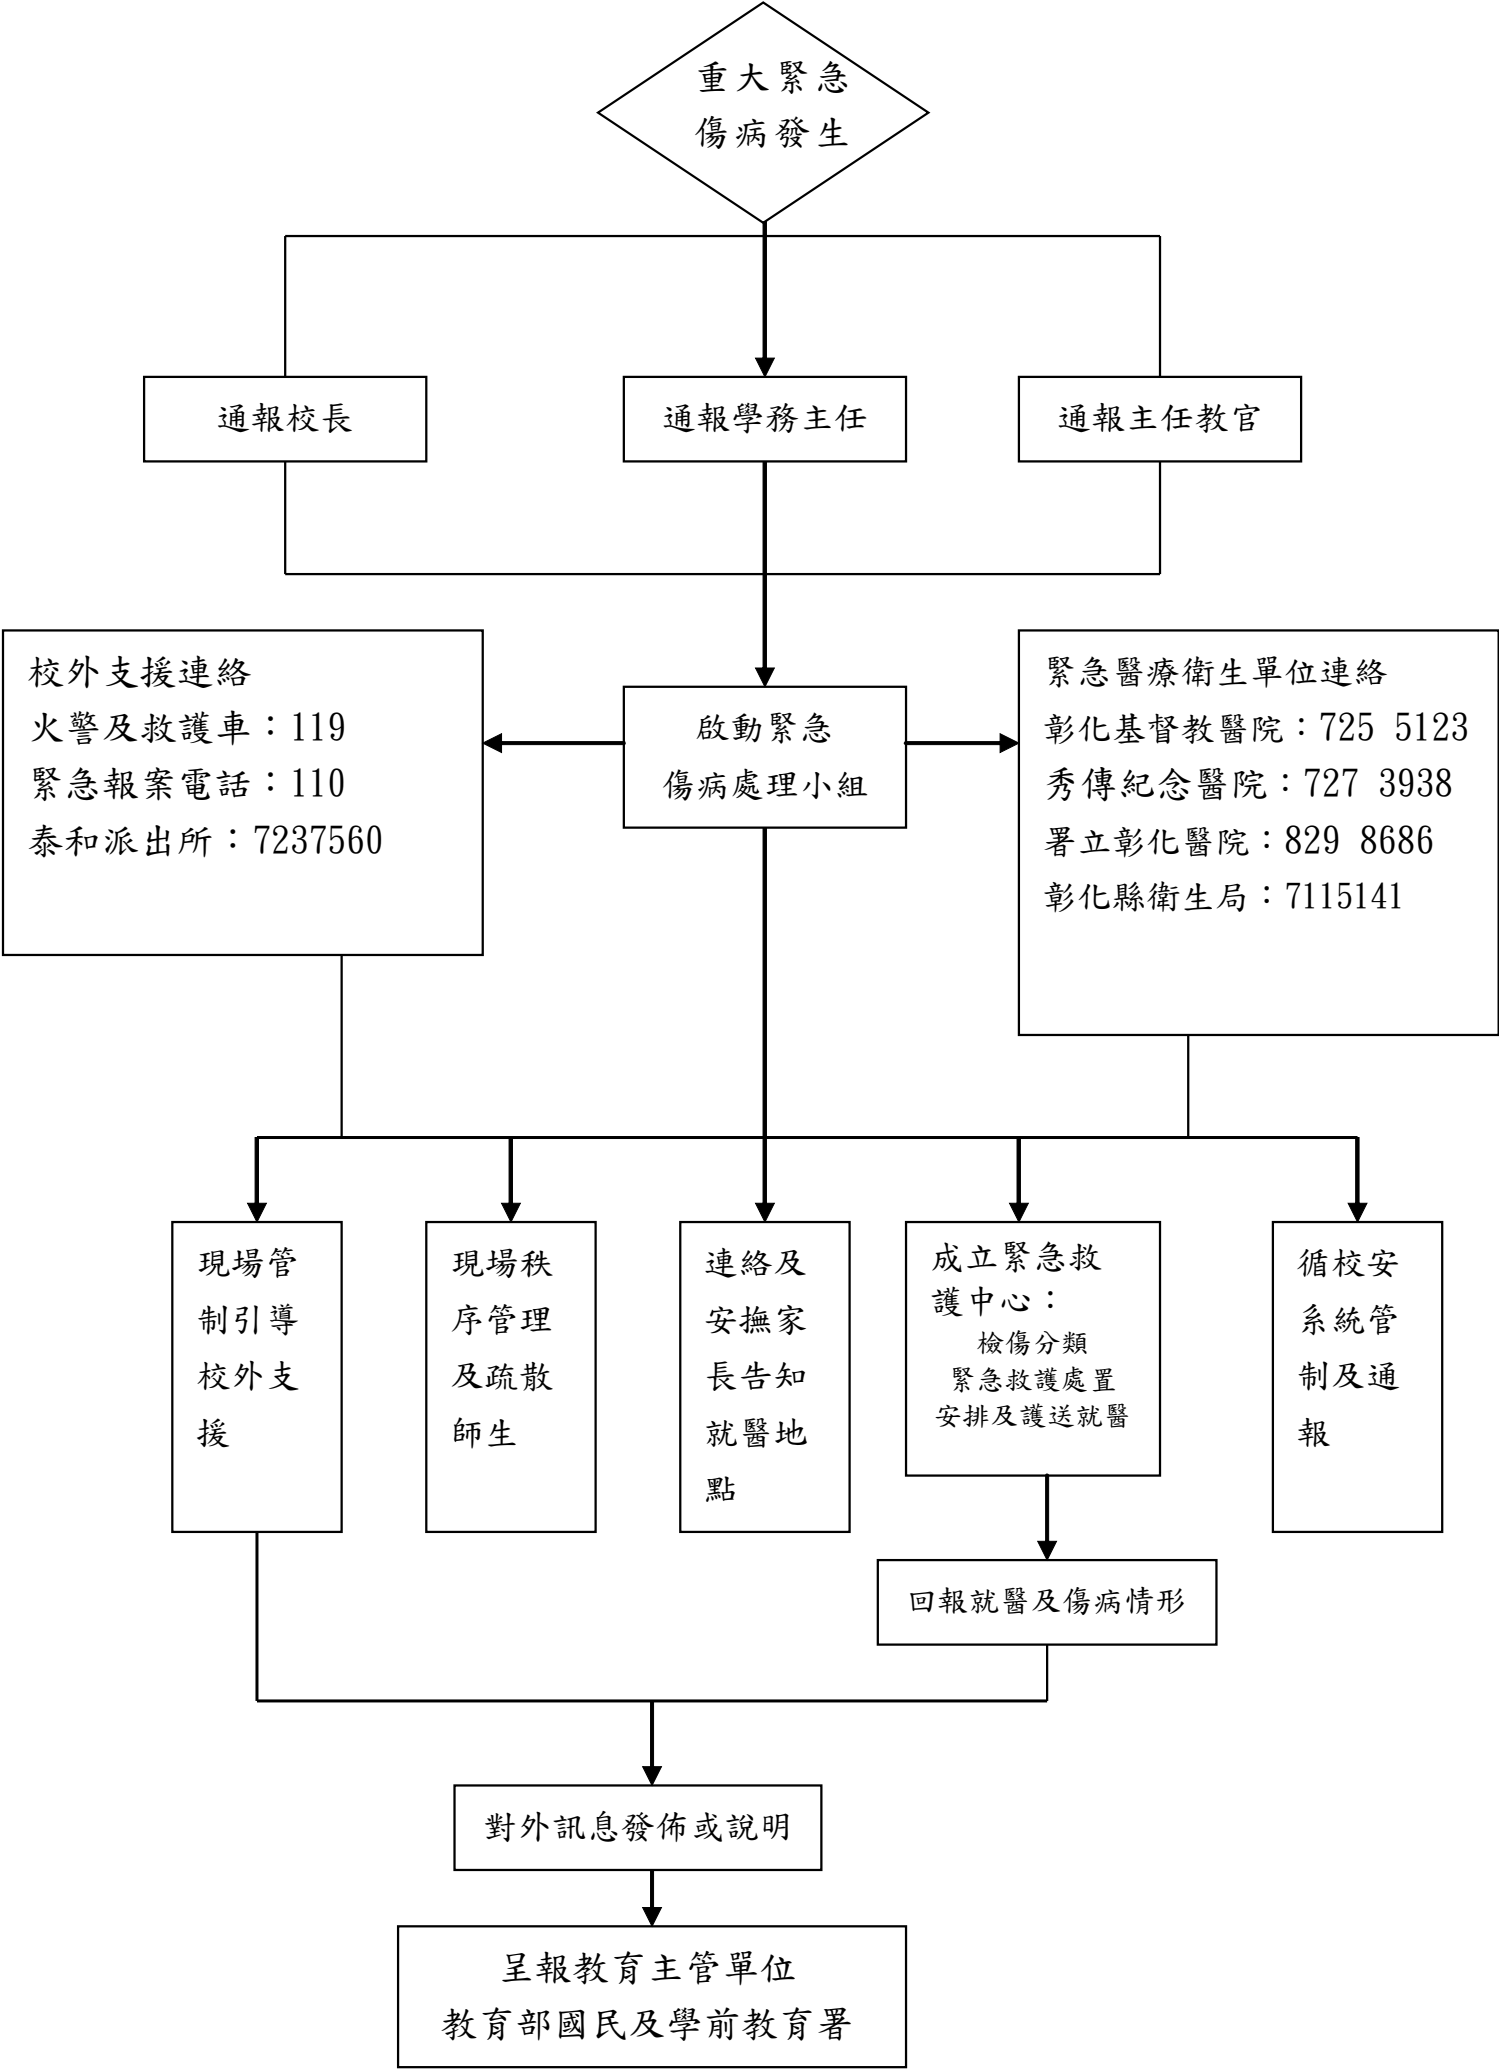 重大緊急
傷病發生
通報校長
通報學務主任
通報主任教官
校外支援連絡
火警及救護車：119
緊急報案電話：110
泰和派出所：7237560
啟動緊急
傷病處理小組
緊急醫療衛生單位連絡
彰化基督教醫院：725 5123
秀傳紀念醫院：727 3938
署立彰化醫院：829 8686
彰化縣衛生局：7115141
現場管
制引導
校外支
援
現場秩
序管理
及疏散
師生
連絡及
安撫家
長告知
就醫地
點
成立緊急救
護中心：
檢傷分類
緊急救護處置
安排及護送就醫
循校安
系統管
制及通
報
回報就醫及傷病情形
對外訊息發佈或說明
呈報教育主管單位
教育部國民及學前教育署